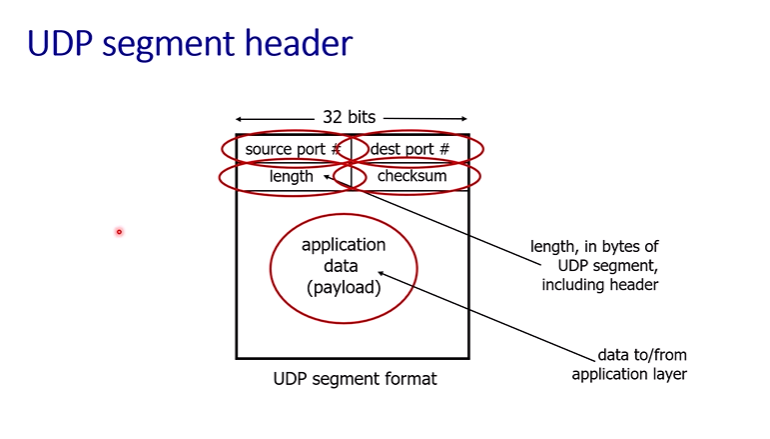 UDP segment header
32 bits
source port # dest port #
length checksum
application
data
(payload)
length, in bytes of
UDP segment,
including header
data to/from
application layer
UDP segment format